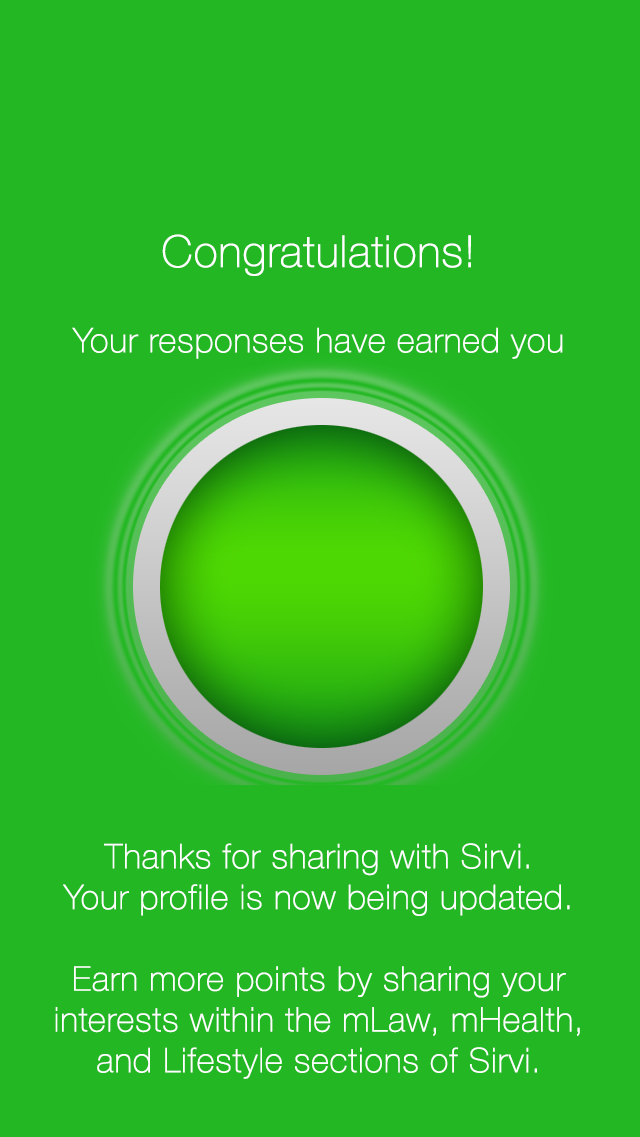 Congratulations!
Your responses have earned you
Thanks for sharing with Sirvi.
Your profile is now being updated.
Earn more points by sharing your
interests within the mLaw, mHealth,
and Lifestyle sections of Sirvi.